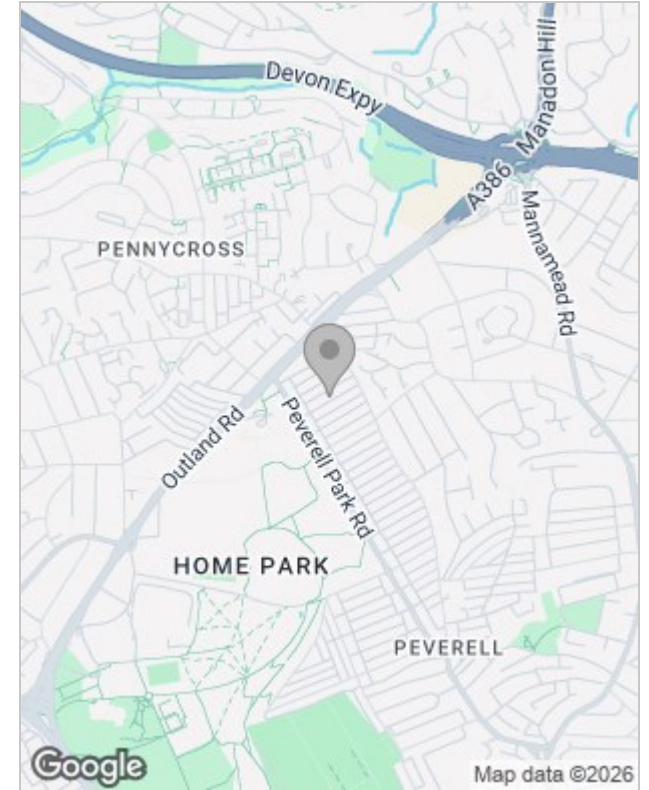 Devon Expy
Manadon Hill
A386
Mannamead Rd
PENNYCROSS
Outland Rd
Peverell Park Rd
HOME PARK
PEVERELL
Google
Map data ©2026